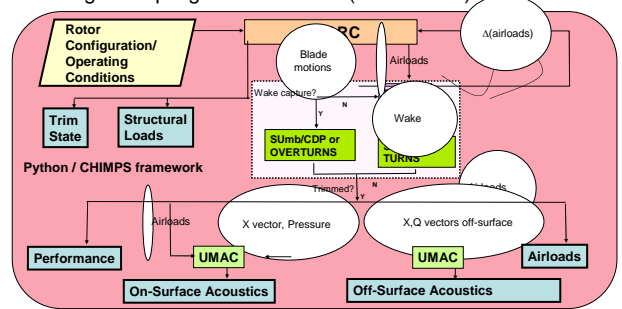 Rotor
Configuration/
Operating
Conditions
RC
Δ(airloads)
Blade
motions
Airloads
Wake capture?
N
Y
Wake
Trim
State
Structural
Loads
SUmb/CDP or
OVERTURNS
TURNS
Python / CHIMPS framework
Trimmed?
N
Y
Airloads
X vector, Pressure
X,Q vectors off-surface
Performance
UMAC
UMAC
Airloads
On-Surface Acoustics
Off-Surface Acoustics